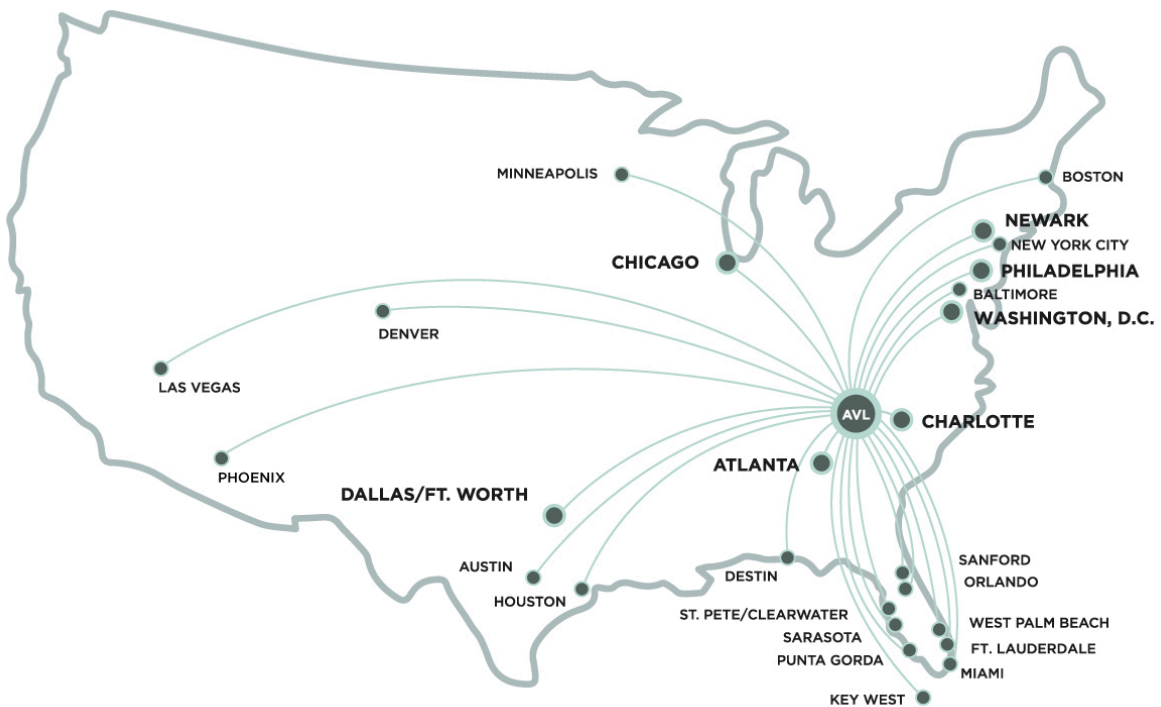 MINNEAPOLIS
BOSTON
NEWARK
NEW YORK CITY
CHICAGO
PHILADELPHIA
BALTIMORE
WASHINGTON, D.C.
DENVER
LAS VEGAS
AVL
CHARLOTTE
ATLANTA
PHOENIX
DALLAS/FT. WORTH
AUSTIN
HOUSTON
DESTIN
SANFORD
ORLANDO
ST. PETE/CLEARWATER
WEST PALM BEACH
SARASOTA
FT. LAUDERDALE
PUNTA GORDA
MIAMI
KEY WEST